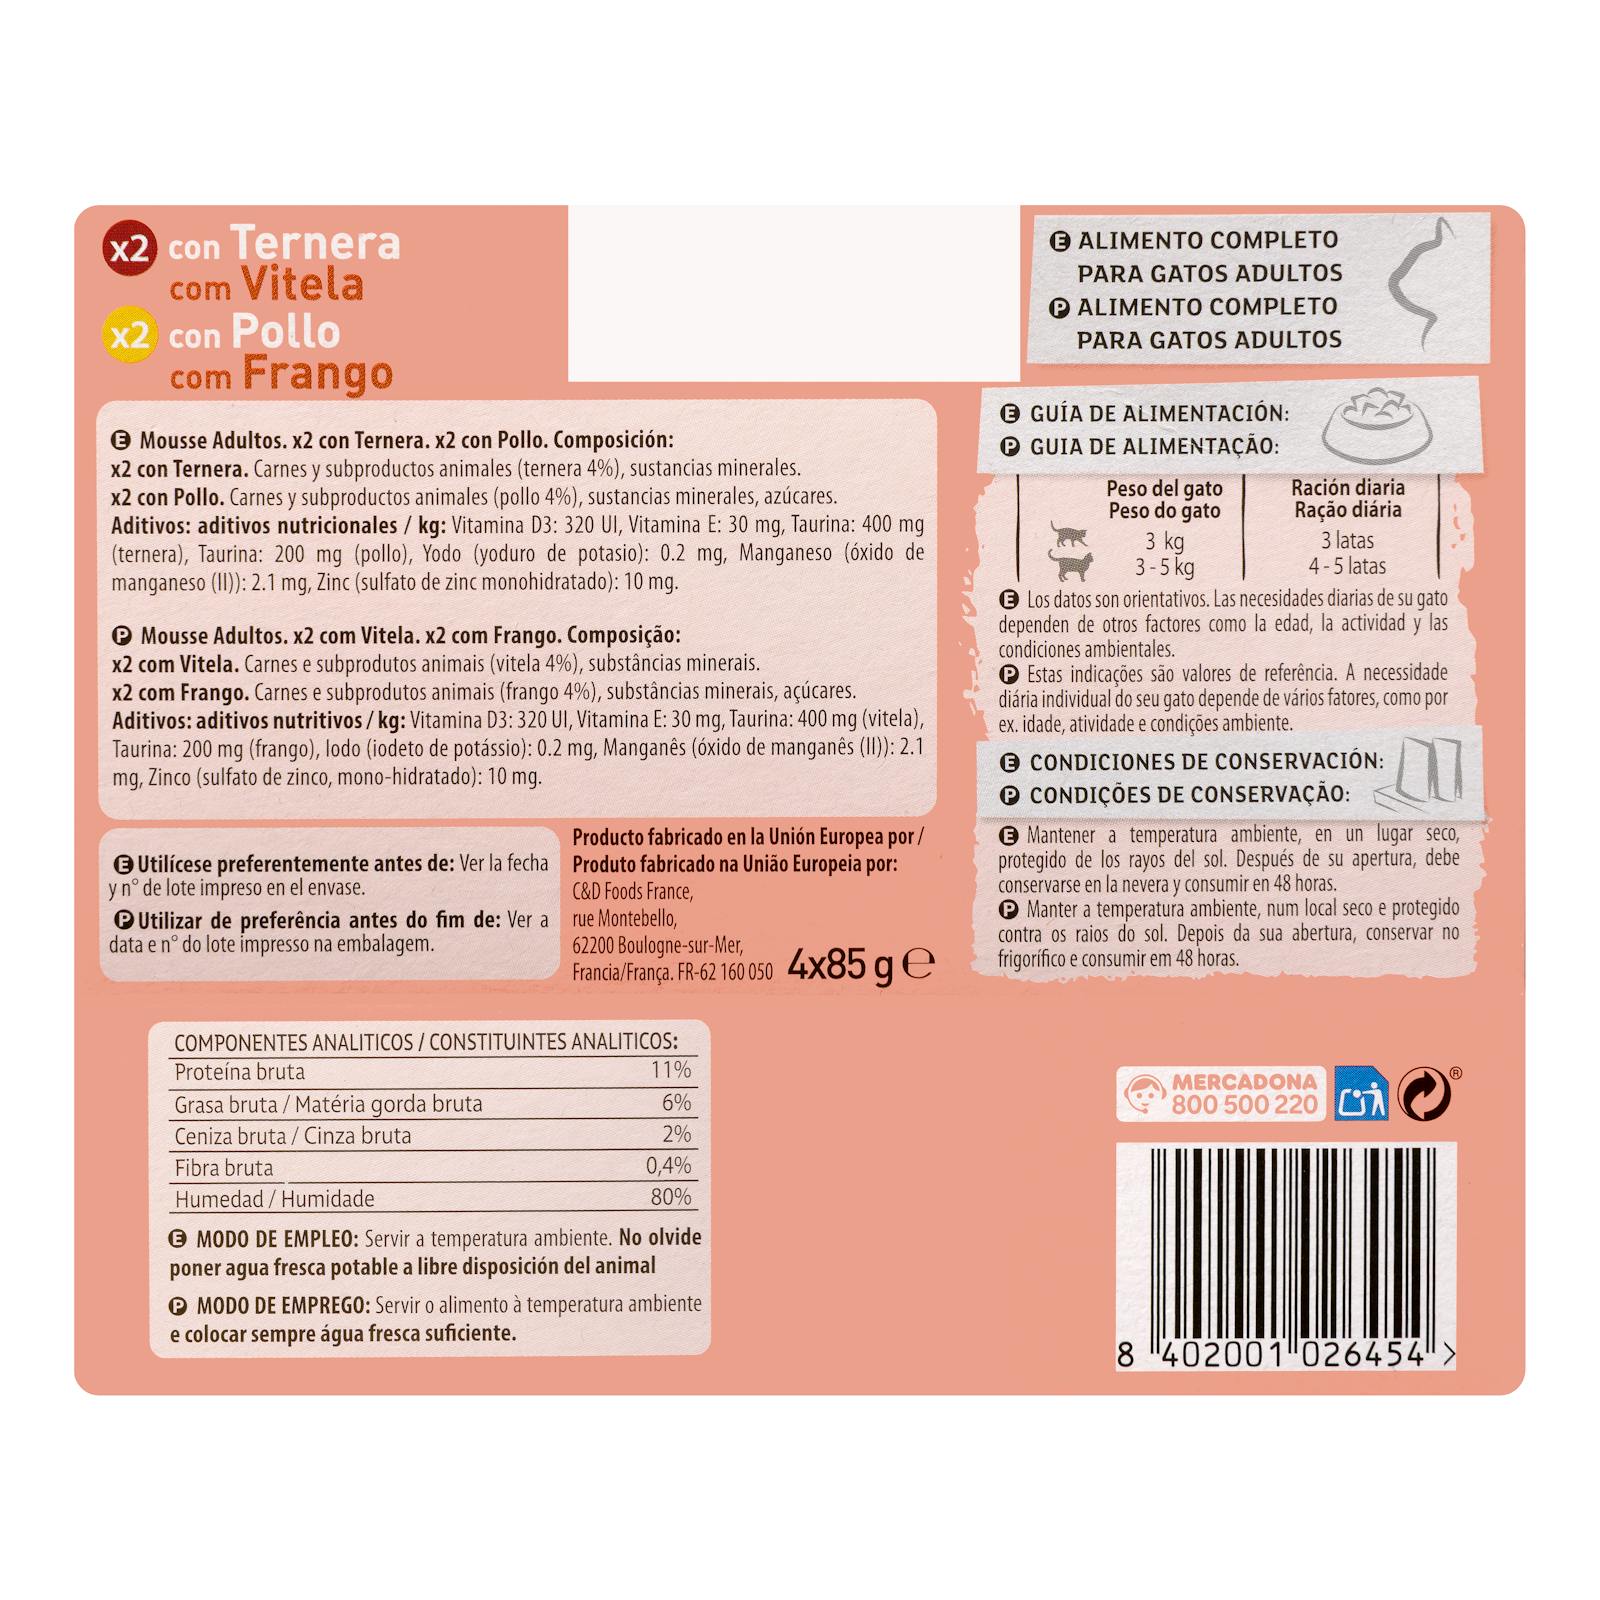 x2 con Ternera
com Vitela
x2 con Pollo
com Frango
E Mousse Adultos. x2 con Ternera. x2 con Pollo. Composición:
x2 con Ternera. Carnes y subproductos animales (ternera 4%), sustancias minerales.
x2 con Pollo. Carnes y subproductos animales (pollo 4%), sustancias minerales, azúcares.
Aditivos: aditivos nutricionales / kg: Vitamina D3: 320 UI, Vitamina E: 30 mg, Taurina: 400 mg
(ternera), Taurina: 200 mg (pollo), Yodo (yoduro de potasio): 0.2 mg, Manganeso (óxido de
manganeso (II)): 2.1 mg, Zinc (sulfato de zinc monohidratado): 10 mg.
P Mousse Adultos. x2 com Vitela. x2 com Frango. Composição:
x2 com Vitela. Carnes e subprodutos animais (vitela 4%), substâncias minerais.
x2 com Frango. Carnes e subprodutos animais (frango 4%), substâncias minerais, açúcares.
Aditivos: aditivos nutritivos / kg: Vitamina D3: 320 UI, Vitamina E: 30 mg, Taurina: 400 mg (vitela),
Taurina: 200 mg (frango), Iodo (iodeto de potássio): 0.2 mg, Manganês (óxido de manganês (II)): 2.1
mg, Zinco (sulfato de zinco, mono-hidratado): 10 mg.
E Utilícese preferentemente antes de: Ver la fecha
y n° de lote impreso en el envase.
P Utilizar de preferência antes do fim de: Ver a
data e n° do lote impresso na embalagem.
Producto fabricado en la Unión Europea por /
Produto fabricado na União Europeia por:
C&D Foods France,
rue Montebello,
62200 Boulogne-sur-Mer,
Francia/França. FR-62 160 050
4x85 g e
E ALIMENTO COMPLETO
PARA GATOS ADULTOS
P ALIMENTO COMPLETO
PARA GATOS ADULTOS
E GUÍA DE ALIMENTACIÓN:
P GUIA DE ALIMENTAÇÃO:
Peso del gato Ración diaria
Peso do gato Ração diária
3 kg 3 latas
3 - 5 kg 4 - 5 latas
E Los datos son orientativos. Las necesidades diarias de su gato
dependen de otros factores como la edad, la actividad y las
condiciones ambientales.
P Estas indicações são valores de referência. A necessidade
diária individual do seu gato depende de vários fatores, como por
ex. idade, atividade e condições ambiente.
E CONDICIONES DE CONSERVACIÓN:
P CONDIÇÕES DE CONSERVAÇÃO:
E Mantener a temperatura ambiente, en un lugar seco,
protegido de los rayos del sol. Después de su apertura, debe
conservarse en la nevera y consumir en 48 horas.
P Manter a temperatura ambiente, num local seco e protegido
contra os raios do sol. Depois da sua abertura, conservar no
frigorífico e consumir em 48 horas.
COMPONENTES ANALITICOS / CONSTITUINTES ANALITICOS:
Proteína bruta 11%
Grasa bruta / Matéria gorda bruta 6%
Ceniza bruta / Cinza bruta 2%
Fibra bruta 0,4%
Humedad / Humidade 80%
E MODO DE EMPLEO: Servir a temperatura ambiente. No olvide
poner agua fresca potable a libre disposición del animal
P MODO DE EMPREGO: Servir o alimento à temperatura ambiente
e colocar sempre água fresca suficiente.
MERCADONA
800 500 220
®
8 402001 026454 >